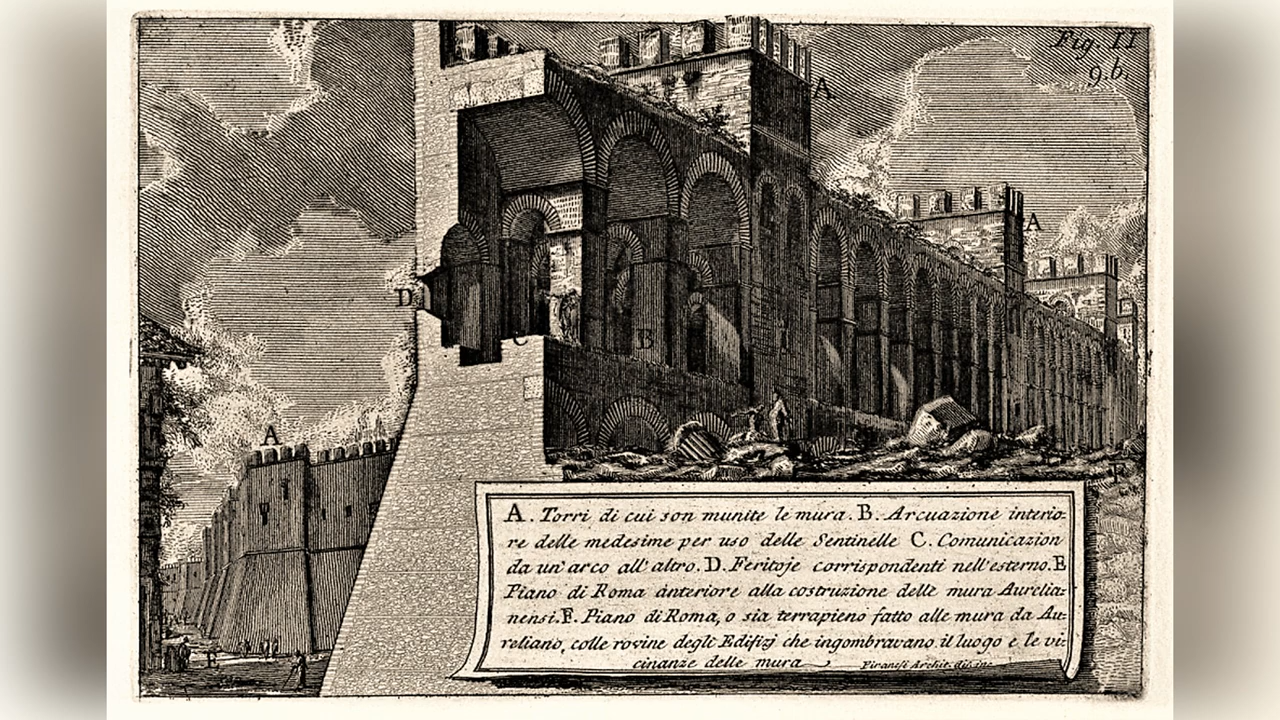 Fig. II
9.b.
A
A
D
C
B
A
E
F
A. Torri di cui son munite le mura. B. Arcuazione interio-
re delle medesime per uso delle Sentinelle C. Comunicazion
da un' arco all' altro. D. Feritoje corrispondenti nell' esterno. E
Piano di Roma anteriore alla costruzione delle mura Aurelia-
nensi. F. Piano di Roma, o sia terrapieno fatto alle mura da Au-
reliano, colle rovine degli Edifizj che ingombravano il luogo e le vi-
cinanze delle mura
Piranesi Archit. dis. inc.